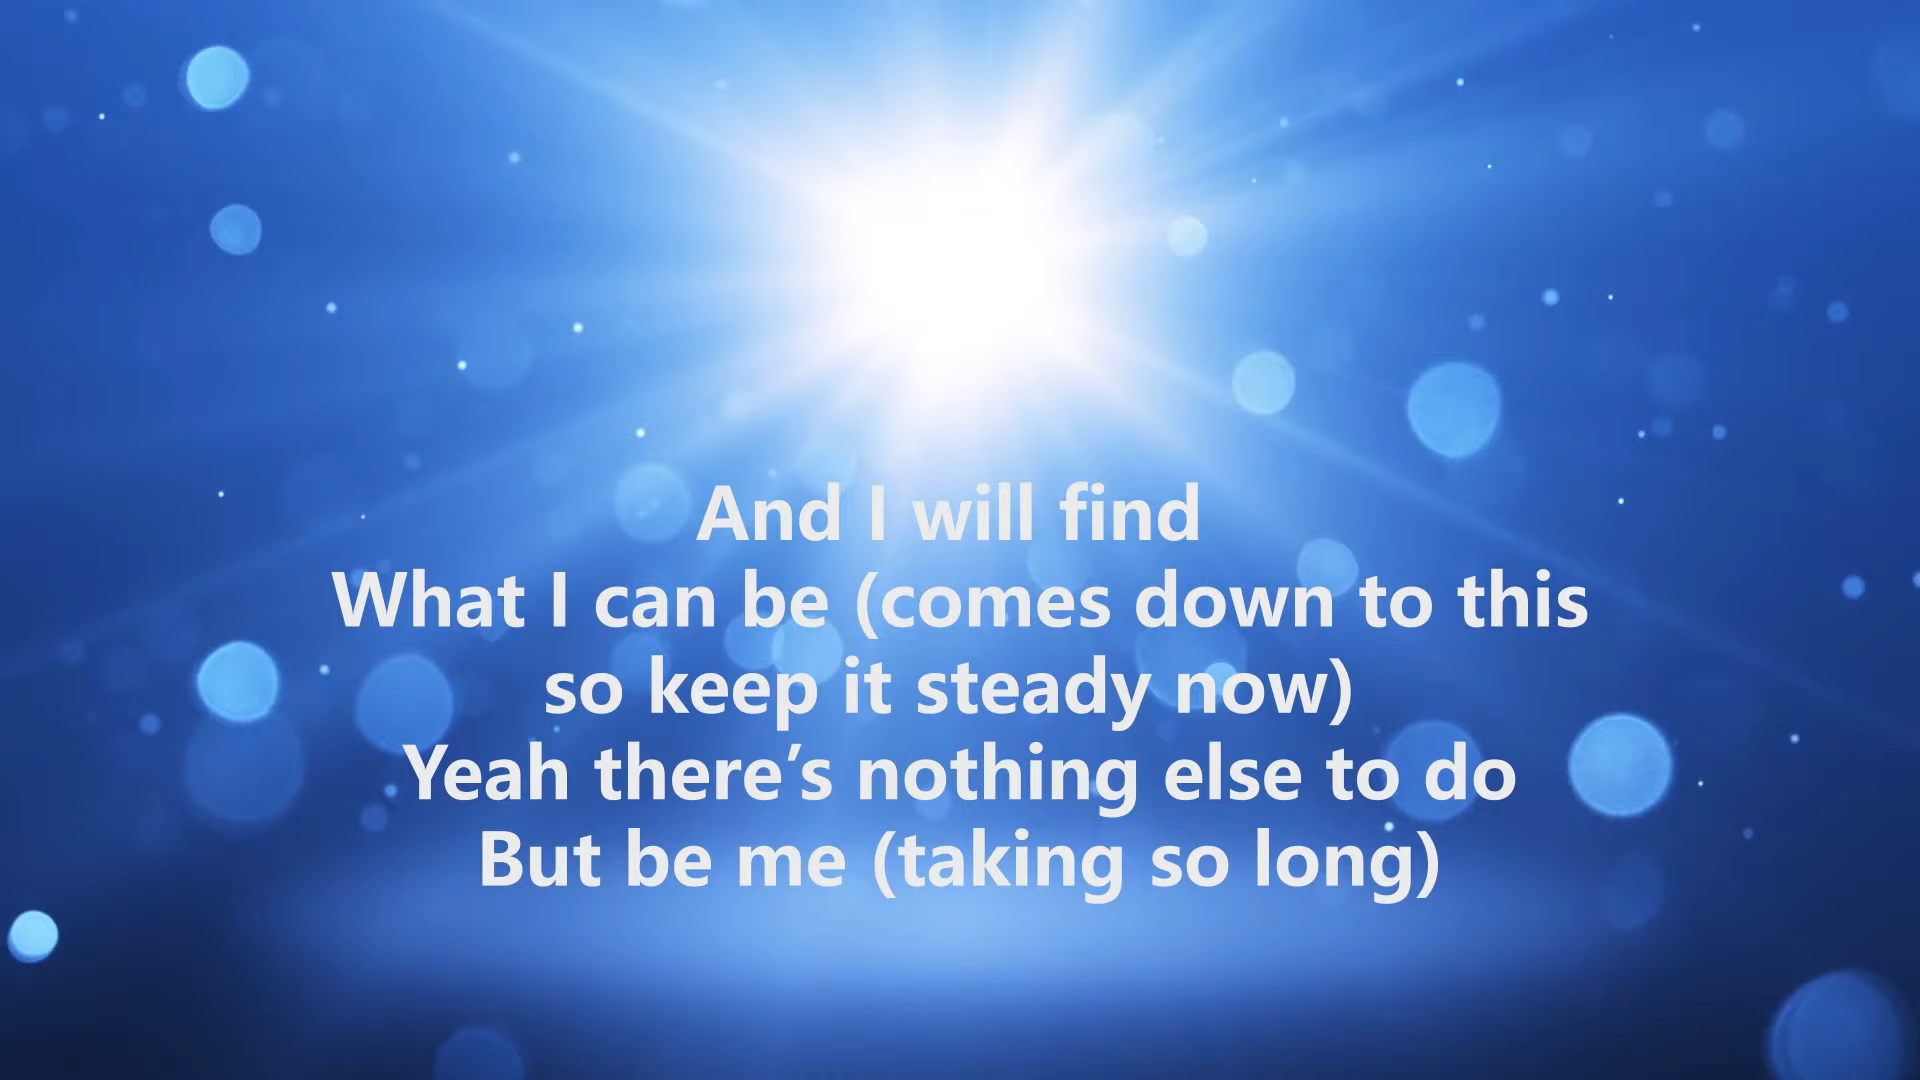 And I will find
What I can be (comes down to this
so keep it steady now)
Yeah there’s nothing else to do
But be me (taking so long)